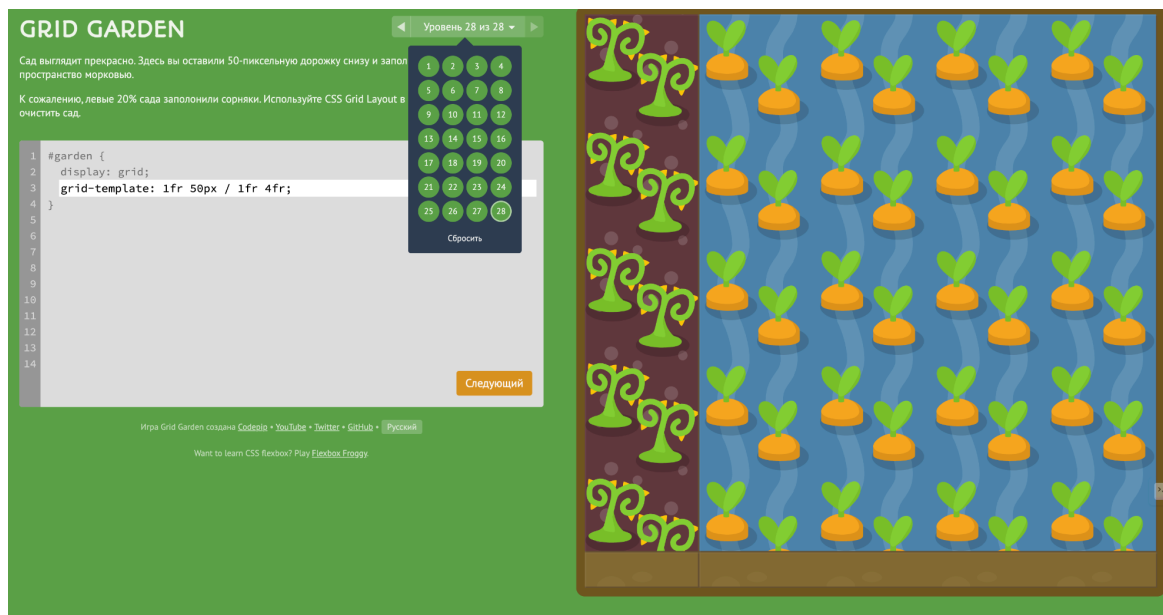 GRID GARDEN
Уровень 28 из 28
Сад выглядит прекрасно. Здесь вы оставили 50-пиксельную дорожку снизу и
пространство морковью.
К сожалению, левые 20% сада заполонили сорняки. Используйте CSS Grid Layout в
очистить сад.
1 2 3 4
5 6 7 8
9 10 11 12
13 14 15 16
17 18 19 20
21 22 23 24
25 26 27 28
Сбросить
1 #garden {
2 display: grid;
3 grid-template: 1fr 50px / 1fr 4fr;
4 }
5
6
7
8
9
10
11
12
13
14
Следующий
Игра Grid Garden создана Codepip • YouTube • Twitter • GitHub • Русский
Want to learn CSS flexbox? Play Flexbox Froggy.